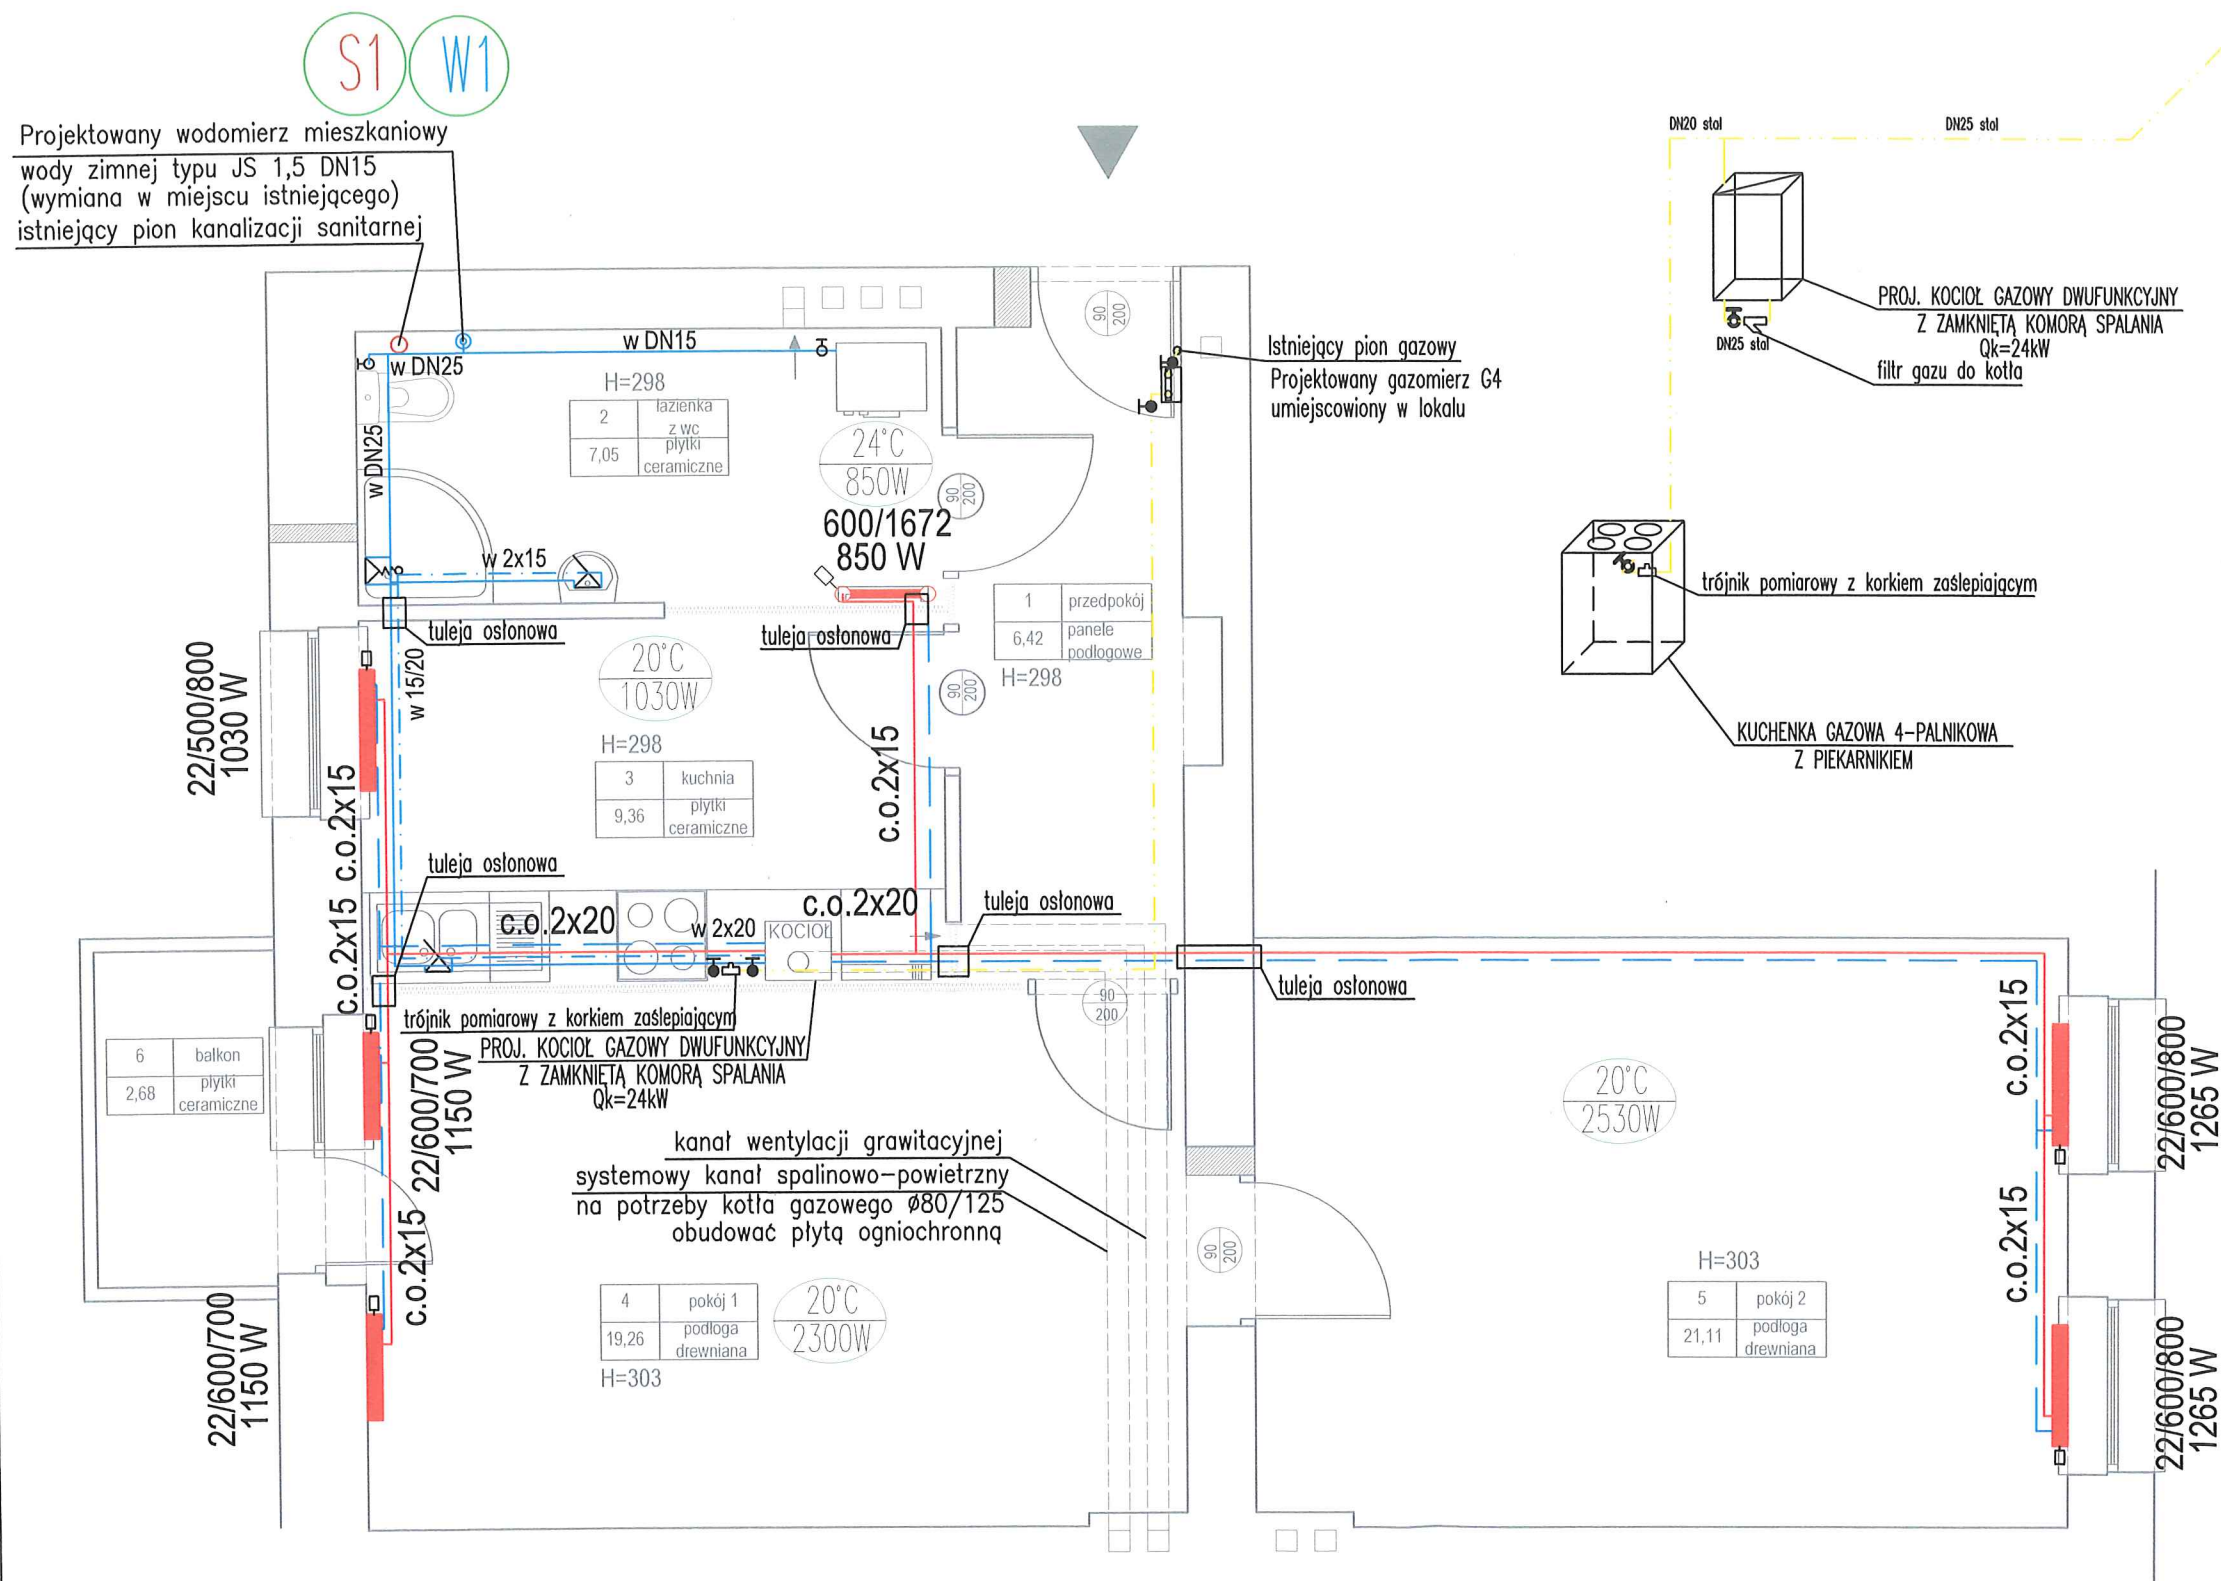 S1
W1
Projektowany wodomierz mieszkaniowy
wody zimnej typu JS 1,5 DN15
(wymiana w miejscu istniejącego)
istniejący pion kanalizacji sanitarnej
DN20 stal
DN25 stal
PROJ. KOCIOŁ GAZOWY DWUFUNKCYJNY
Z ZAMKNIĘTĄ KOMORĄ SPALANIA
Qk=24kW
DN25 stal
filtr gazu do kotła
trójnik pomiarowy z korkiem zaślepiającym
KUCHENKA GAZOWA 4-PALNIKOWA
Z PIEKARNIKIEM
90
200
Istniejący pion gazowy
Projektowany gazomierz G4
umiejscowiony w lokalu
w DN15
w DN25
H=298
2
łazienka
z wc
7,05
płytki
ceramiczne
w DN25
24°C
850W
90
200
600/1672
850 W
w 2x15
1
przedpokój
6,42
panele
podłogowe
H=298
tuleja osłonowa
tuleja osłonowa
w 15/20
20°C
1030W
90
200
22/500/800
1030 W
H=298
3
kuchnia
9,36
płytki
ceramiczne
c.o.2x15
c.o.2x15
c.o.2x15
tuleja osłonowa
c.o.2x20
w 2x20
c.o.2x20
KOCIOŁ
tuleja osłonowa
tuleja osłonowa
90
200
trójnik pomiarowy z korkiem zaślepiającym
PROJ. KOCIOŁ GAZOWY DWUFUNKCYJNY
Z ZAMKNIĘTĄ KOMORĄ SPALANIA
Qk=24kW
6
balkon
2,68
płytki
ceramiczne
22/600/700
1150 W
kanał wentylacji grawitacyjnej
systemowy kanał spalinowo-powietrzny
na potrzeby kotła gazowego ø80/125
obudować płytą ogniochronną
c.o.2x15
22/600/700
1150 W
4
pokój 1
19,26
podłoga
drewniana
H=303
20°C
2300W
90
200
20°C
2530W
c.o.2x15
22/600/800
1265 W
c.o.2x15
H=303
5
pokój 2
21,11
podłoga
drewniana
22/600/800
1265 W